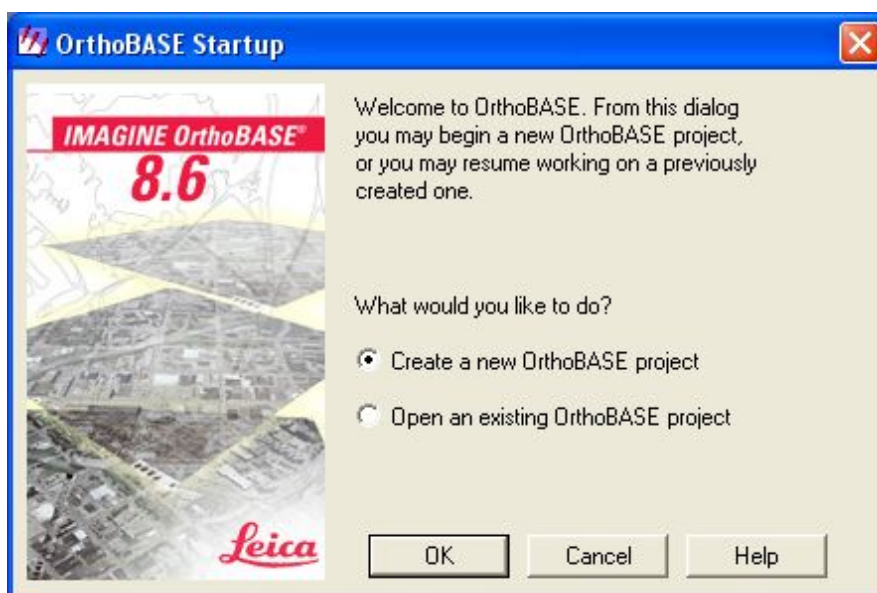 OrthoBASE Startup
IMAGINE OrthoBASE®
8.6
Leica
Welcome to OrthoBASE. From this dialog
you may begin a new OrthoBASE project,
or you may resume working on a previously
created one.
What would you like to do?
Create a new OrthoBASE project
Open an existing OrthoBASE project
OK Cancel Help